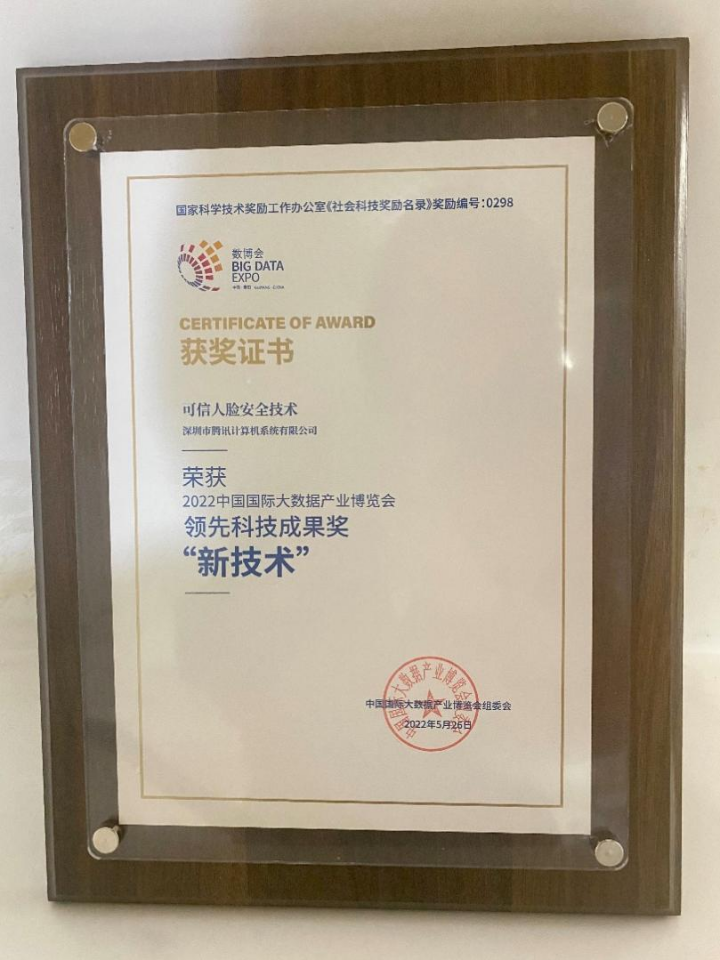 国家科学技术奖励工作办公室《社会科技奖励名录》奖励编号:0298
数博会
BIG DATA
EXPO
CERTIFICATE OF AWARD
获奖证书
可信人脸安全技术
深圳市腾讯计算机系统有限公司
荣获
2022中国国际大数据产业博览会
领先科技成果奖
“新技术”
中国国际大数据产业博览会组委会
2022年5月26日